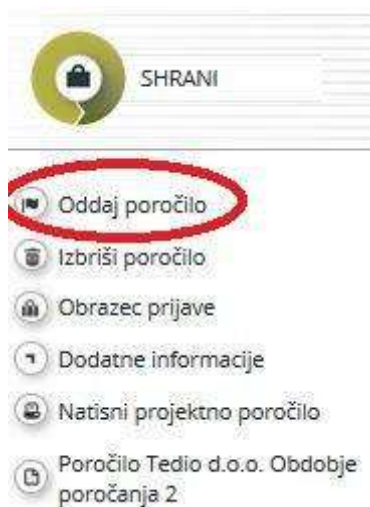 SHRANI
Oddaj poročilo
Izbriši poročilo
Obrazec prijave
Dodatne informacije
Natisni projektno poročilo
Poročilo Tedio d.o.o. Obdobje
poročanja 2